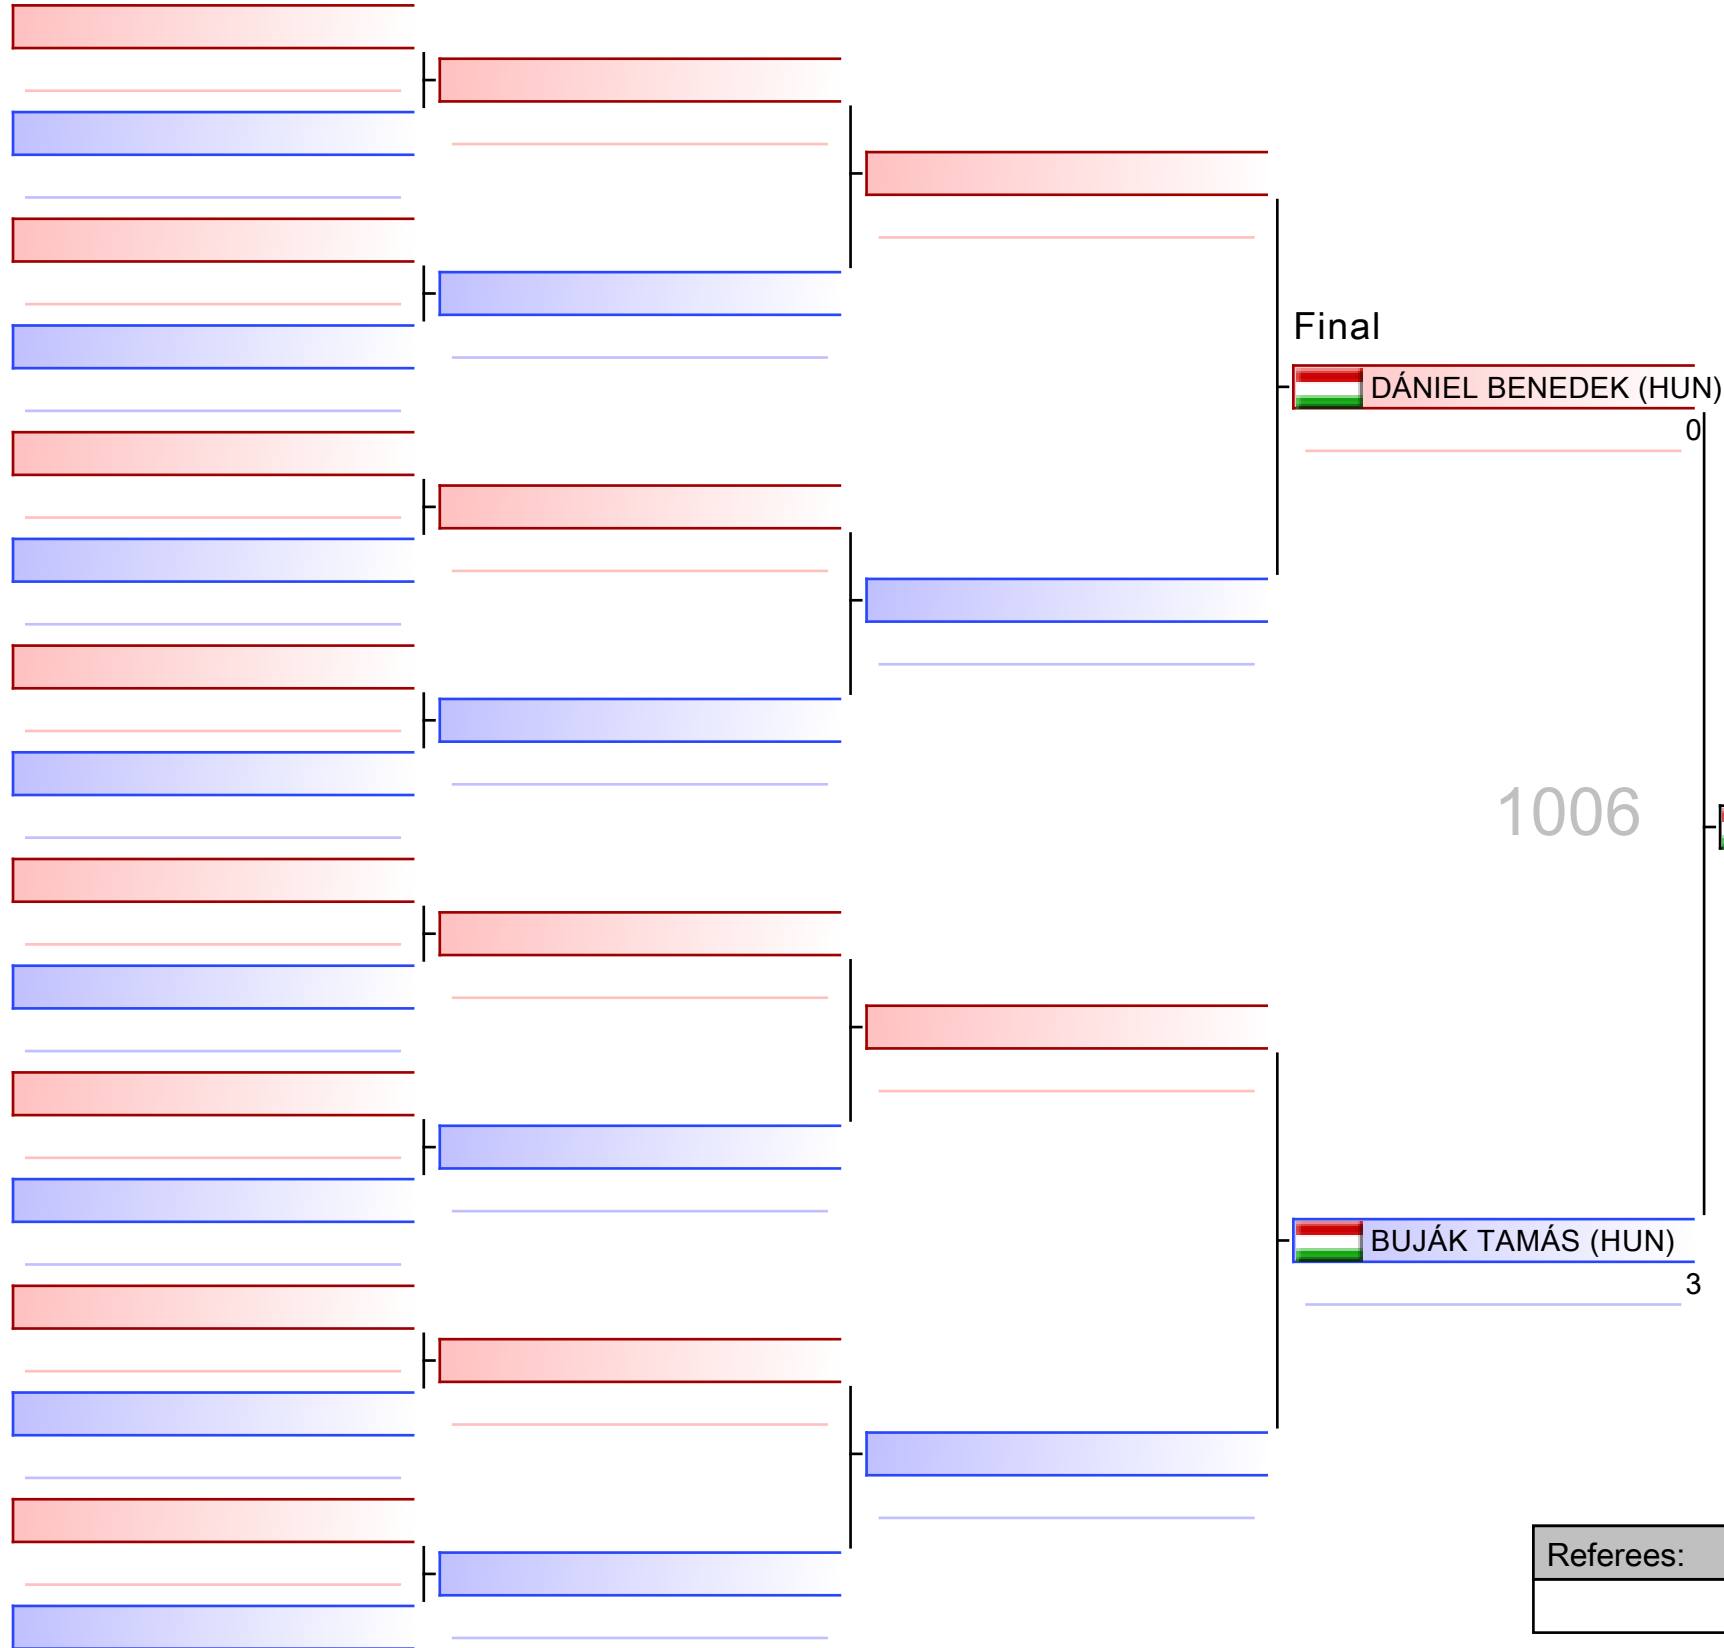 Final
DÁNIEL BENEDEK (HUN)
0
1006
BUJÁK TAMÁS (HUN)
3
Referees: